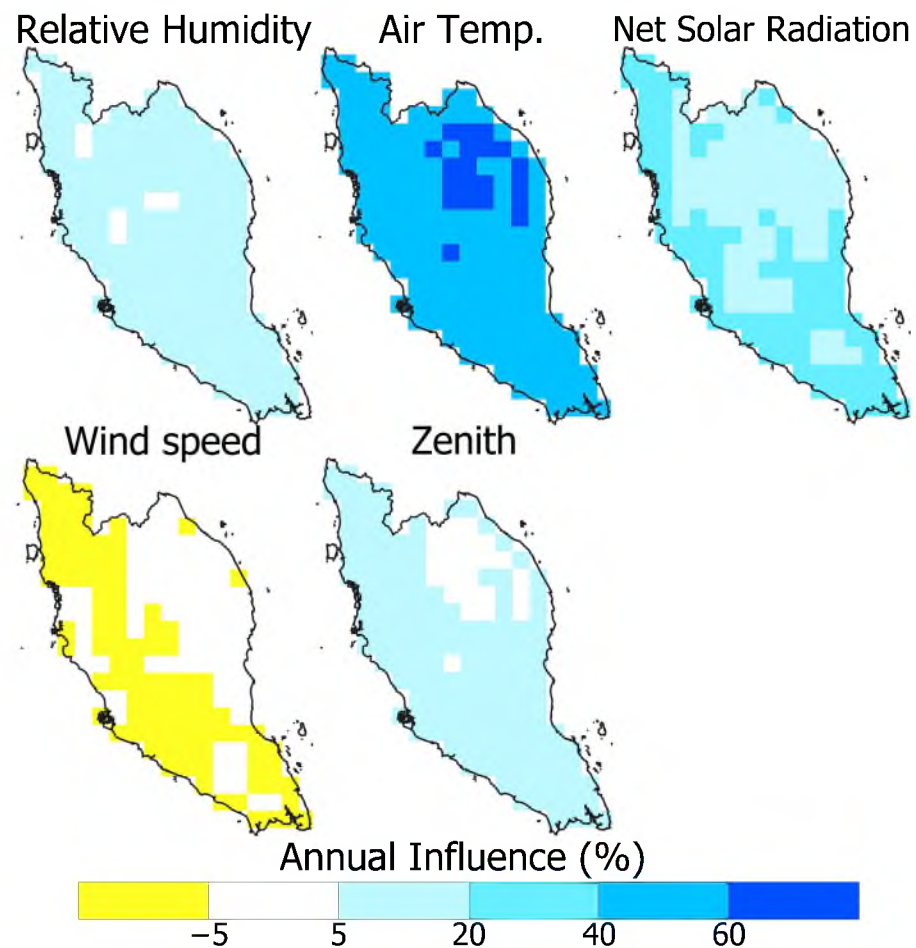 Relative Humidity Air Temp. Net Solar Radiation
Wind speed Zenith
Annual Influence (%)
−5 5 20 40 60